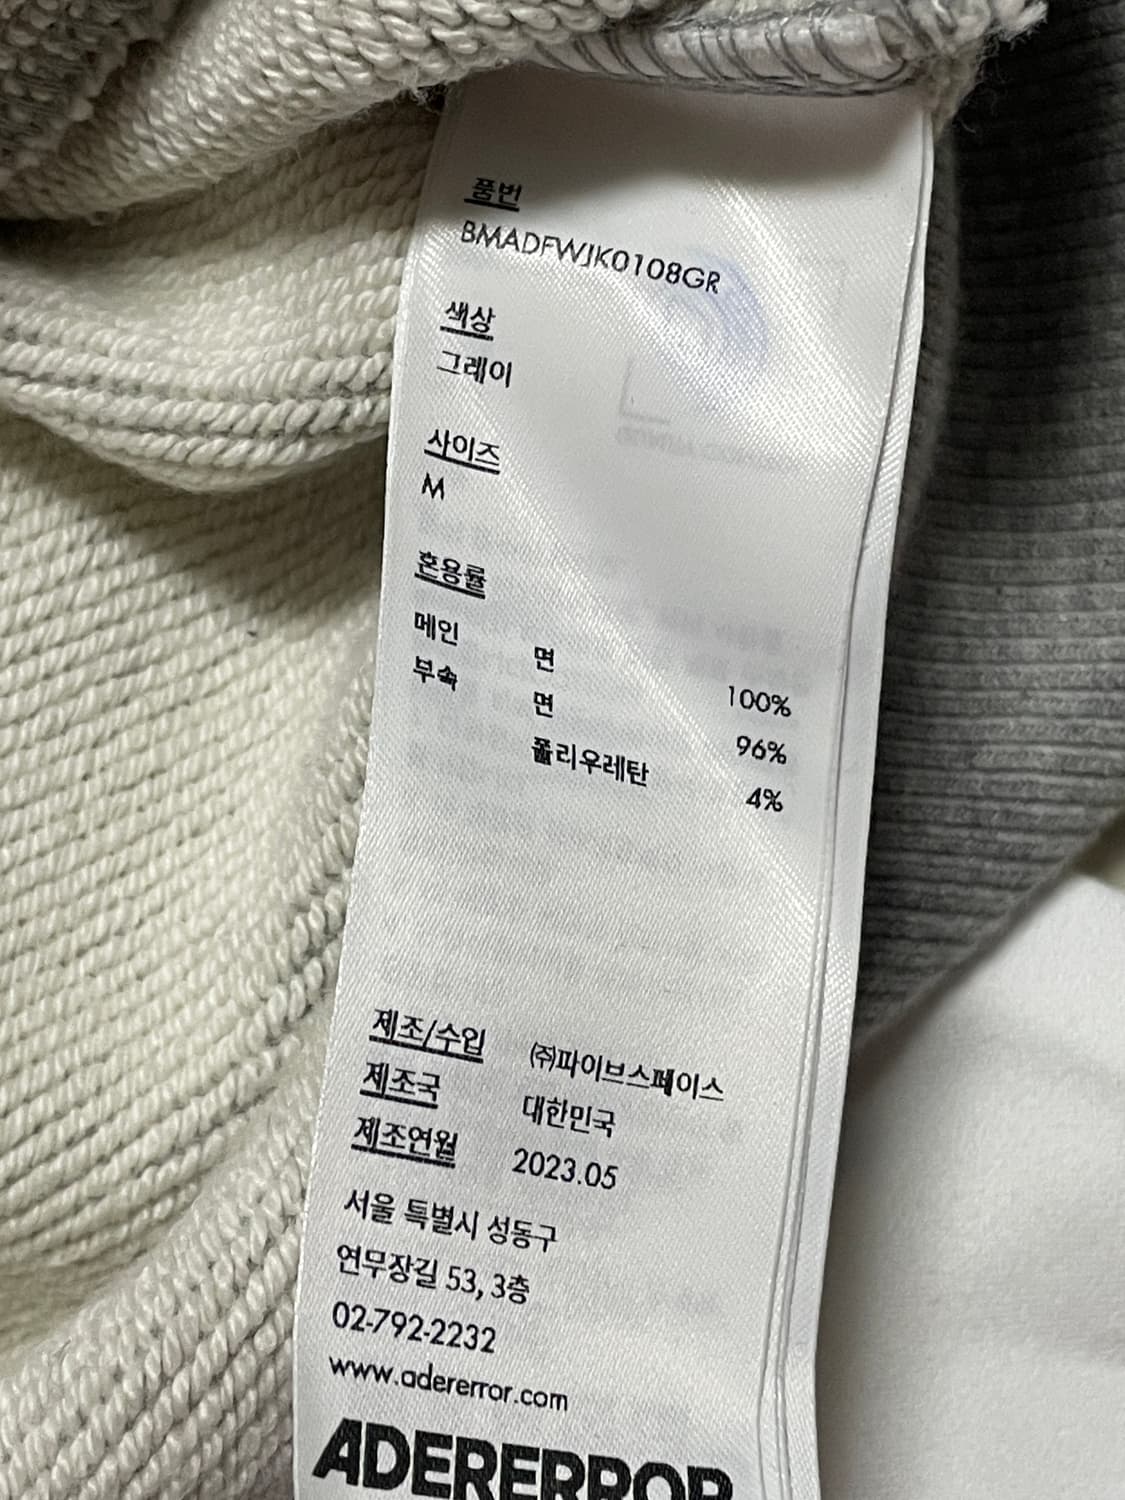 품번
BMADFWJK0108GR
색상
그레이
사이즈
M
혼용률
메인 면 100%
부속 면 96%
폴리우레탄 4%
제조/수입 ㈜파이브스페이스
제조국 대한민국
제조연월 2023.05
서울 특별시 성동구
연무장길 53, 3층
02-792-2232
www.adererror.com
ADERERROR